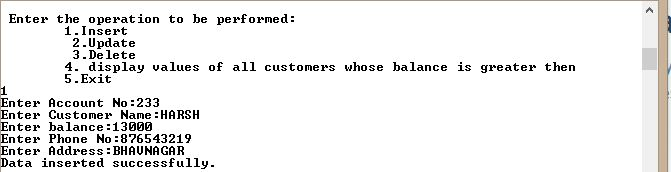 Enter the operation to be performed:
1.Insert
2.Update
3.Delete
4. display values of all customers whose balance is greater then
5.Exit
1
Enter Account No:233
Enter Customer Name:HARSH
Enter balance:13000
Enter Phone No:876543219
Enter Address:BHAVNAGAR
Data inserted successfully.